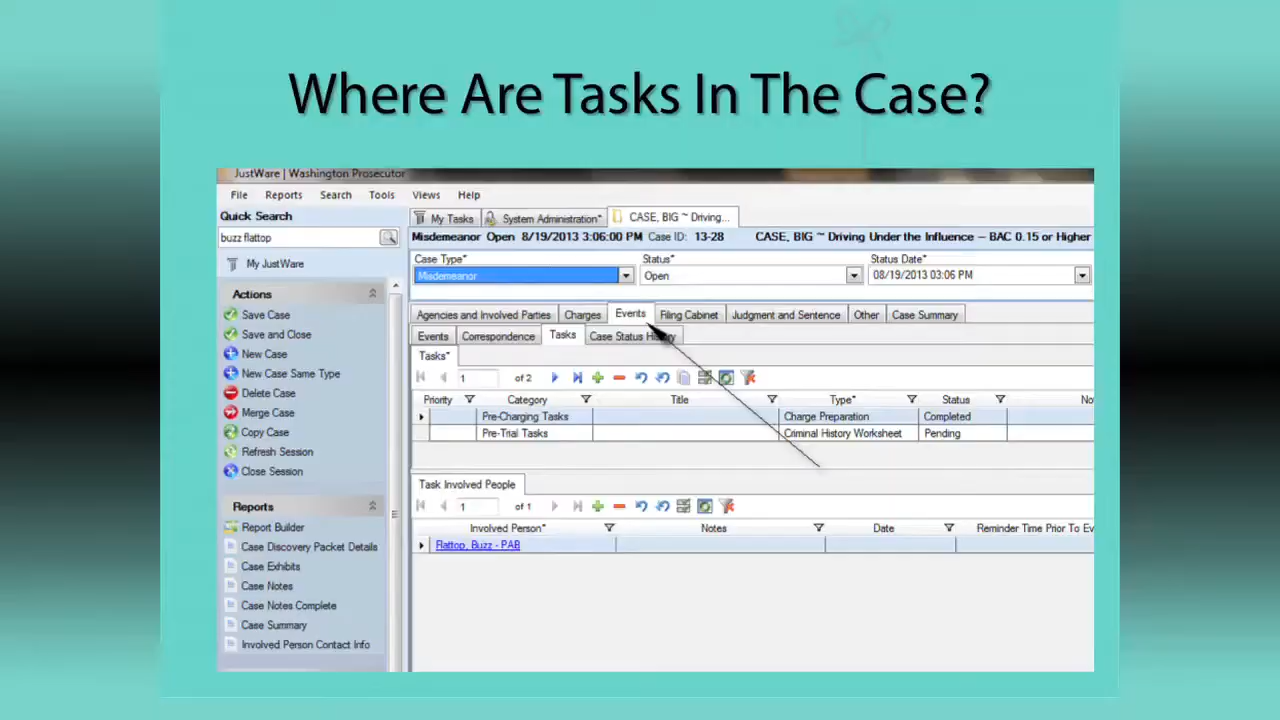 Where Are Tasks In The Case?
JustWare | Washington Prosecutor
File Reports Search Tools Views Help
Quick Search
buzz flattop
My JustWare
Actions
Save Case
Save and Close
New Case
New Case Same Type
Delete Case
Merge Case
Copy Case
Refresh Session
Close Session
Reports
Report Builder
Case Discovery Packet Details
Case Exhibits
Case Notes
Case Notes Complete
Case Summary
Involved Person Contact Info
My Tasks System Administration* CASE, BIG ~ Driving...
Misdemeanor Open 8/19/2013 3:06:00 PM Case ID: 13-28 CASE, BIG ~ Driving Under the Influence -- BAC 0.15 or Higher
Case Type* Status* Status Date*
Misdemeanor Open 08/19/2013 03:06 PM
Agencies and Involved Parties Charges Events Filing Cabinet Judgment and Sentence Other Case Summary
Events Correspondence Tasks Case Status History
Tasks*
1 of 2
Priority Category Title Type* Status No
Pre-Charging Tasks Charge Preparation Completed
Pre-Trial Tasks Criminal History Worksheet Pending
Task Involved People
1 of 1
Involved Person* Notes Date Reminder Time Prior To Ev
Flattop, Buzz - PAB